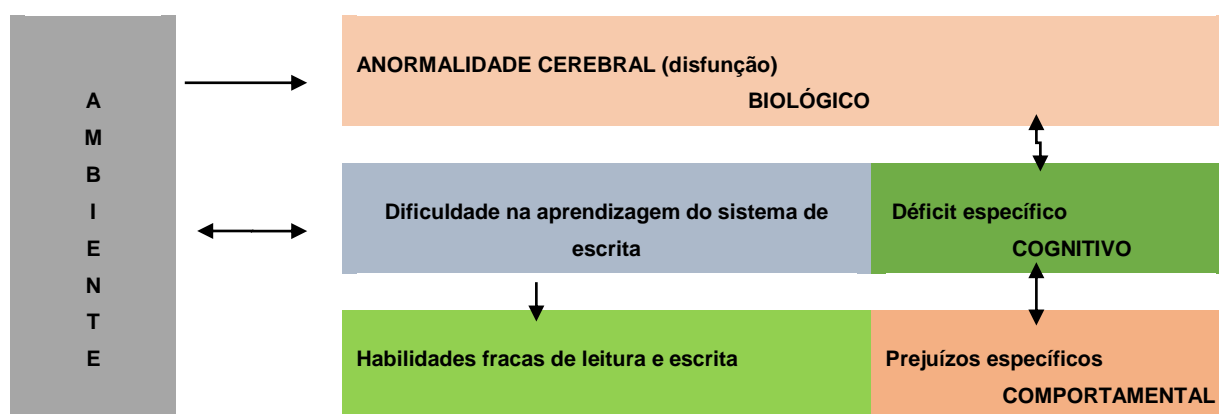 A
M
B
I
E
N
T
E
ANORMALIDADE CEREBRAL (disfunção)
BIOLÓGICO
Dificuldade na aprendizagem do sistema de
escrita
Déficit específico
COGNITIVO
Habilidades fracas de leitura e escrita
Prejuízos específicos
COMPORTAMENTAL